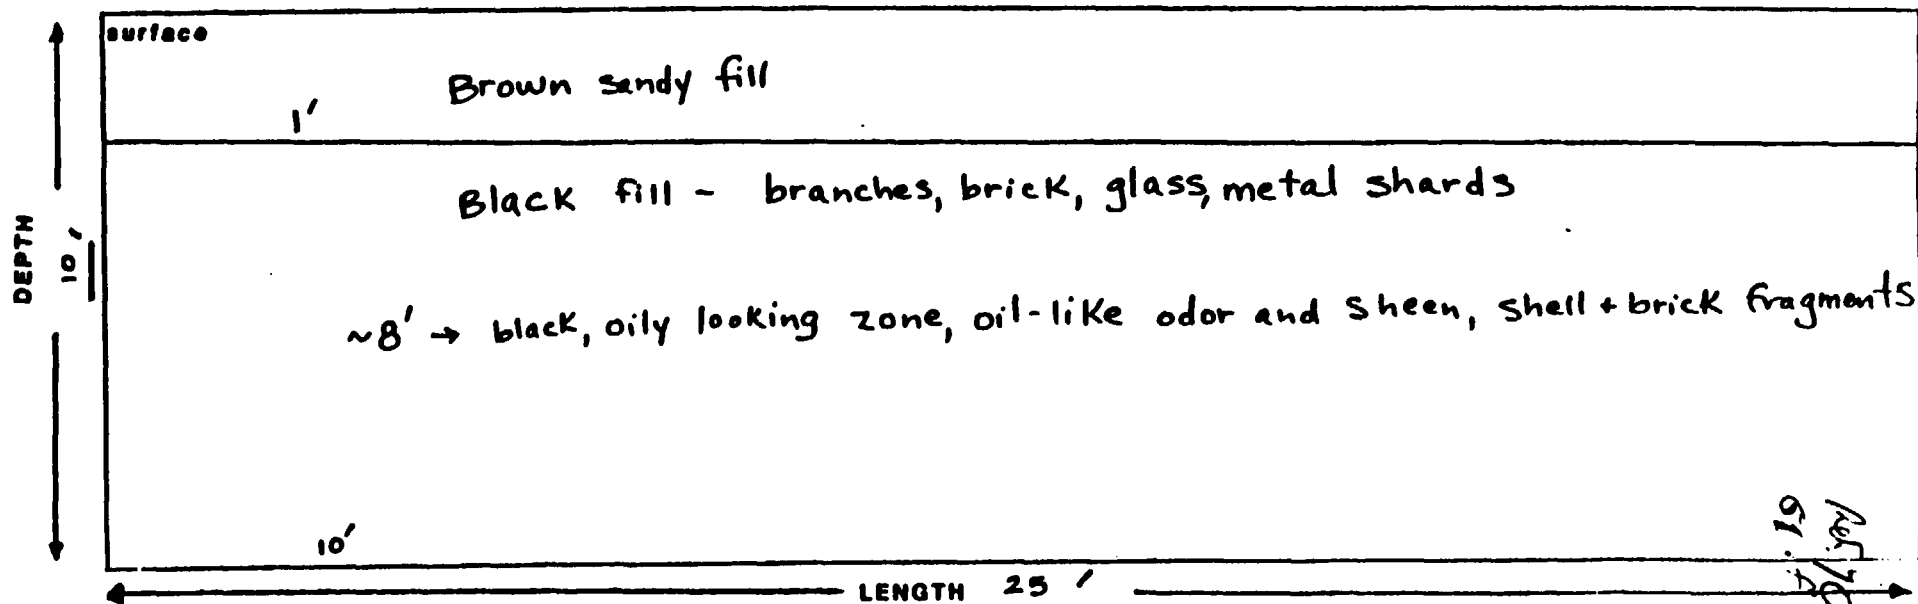 surface
Brown sandy fill
1'
Black fill - branches, brick, glass, metal shards
DEPTH
10'
~8' → black, oily looking zone, oil-like odor and sheen, shell + brick fragments
10'
LENGTH 25'